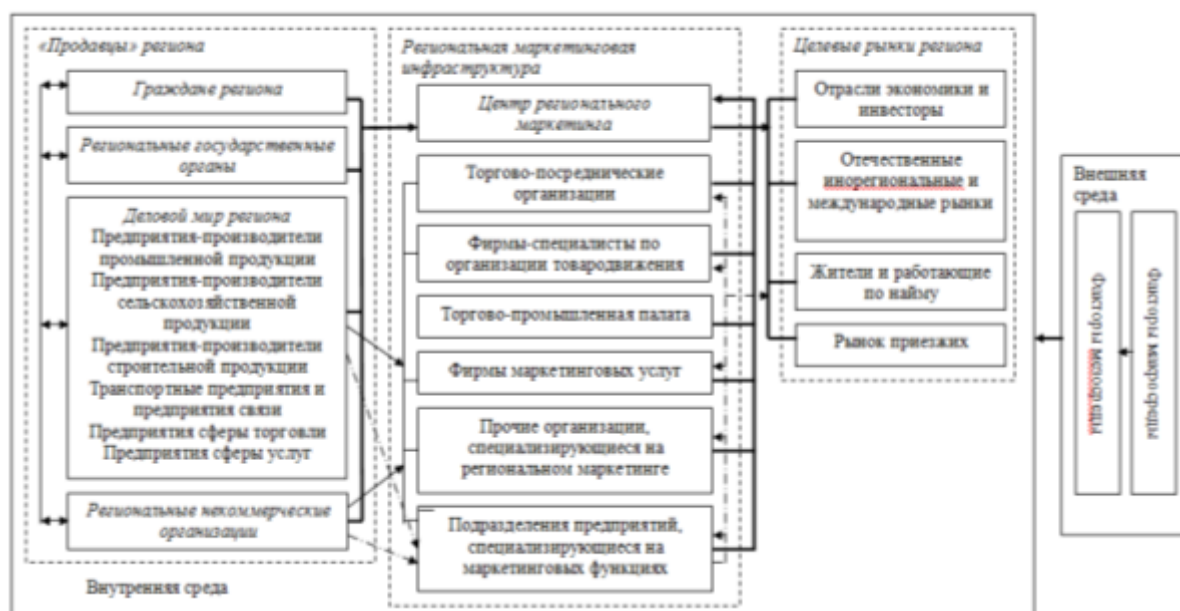 «Продавцы» региона
Граждане региона
Региональные государственные
органы
Деловой мир региона
Предприятия-производители
промышленной продукции
Предприятия-производители
сельскохозяйственной
продукции
Предприятия-производители
строительной продукции
Транспортные предприятия и
предприятия связи
Предприятия сферы торговли
Предприятия сферы услуг
Региональные некоммерческие
организации
Внутренняя среда
Региональная маркетинговая
инфраструктура
Центр регионального
маркетинга
Торгово-посреднические
организации
Фирмы-специалисты по
организации товародвижения
Торгово-промышленная палата
Фирмы маркетинговых услуг
Прочие организации,
специализирующиеся на
региональном маркетинге
Подразделения предприятий,
специализирующиеся на
маркетинговых функциях
Целевые рынки региона
Отрасли экономики и
инвесторы
Отечественные
инорегиональные и
международные рынки
Жители и работающие
по найму
Рынок приезжих
Внешняя
среда
Факторы мезосреды
Факторы макросреды